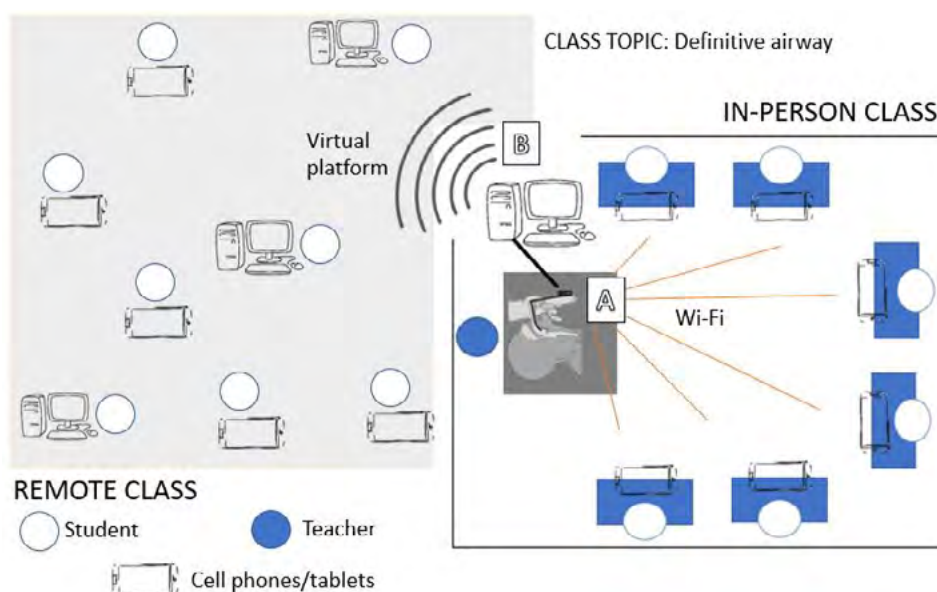 CLASS TOPIC: Definitive airway
IN-PERSON CLASS
Virtual
platform
B
A
Wi-Fi
REMOTE CLASS
Student
Teacher
Cell phones/tablets